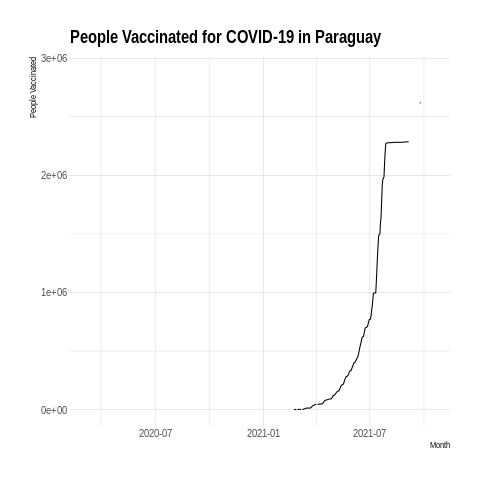 People Vaccinated for COVID-19 in Paraguay
People Vaccinated
3e+06
2e+06
1e+06
0e+00
2020-07 2021-01 2021-07
Month